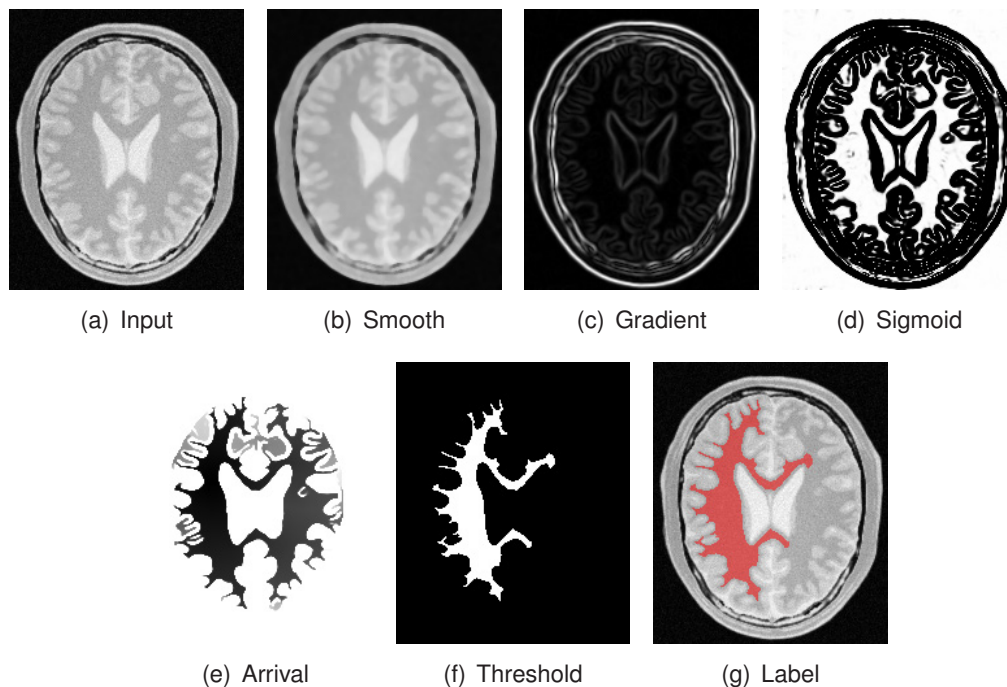 (a) Input
(b) Smooth
(c) Gradient
(d) Sigmoid
(e) Arrival
(f) Threshold
(g) Label